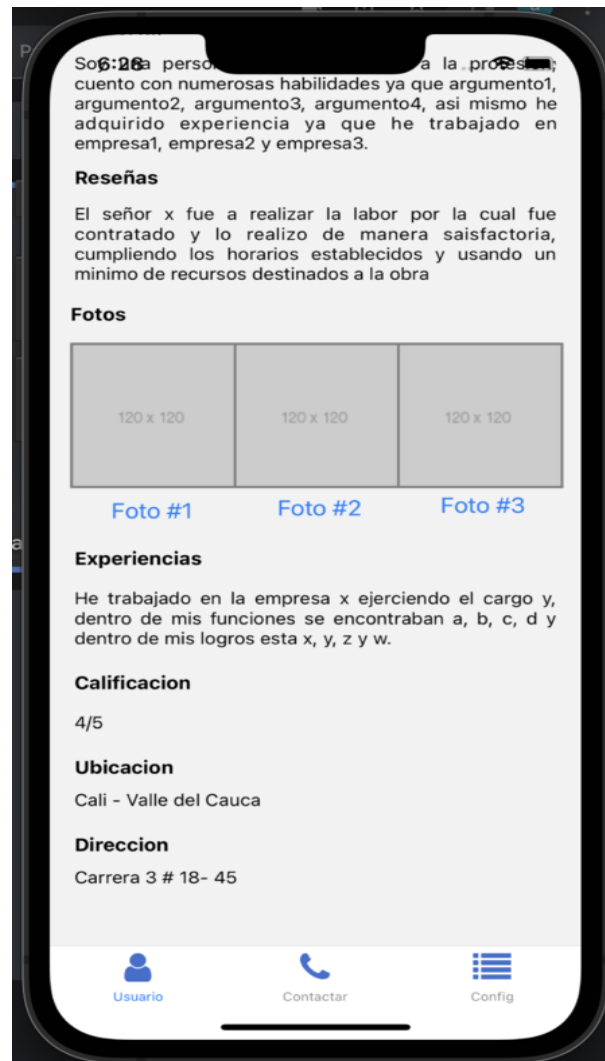 6:28
a la profesion;
cuento con numerosas habilidades ya que argumento1,
argumento2, argumento3, argumento4, asi mismo he
adquirido experiencia ya que he trabajado en
empresa1, empresa2 y empresa3.
Reseñas
El señor x fue a realizar la labor por la cual fue
contratado y lo realizo de manera saisfactoria,
cumpliendo los horarios establecidos y usando un
minimo de recursos destinados a la obra
Fotos
120 x 120 120 x 120 120 x 120
Foto #1 Foto #2 Foto #3
Experiencias
He trabajado en la empresa x ejerciendo el cargo y,
dentro de mis funciones se encontraban a, b, c, d y
dentro de mis logros esta x, y, z y w.
Calificacion
4/5
Ubicacion
Cali - Valle del Cauca
Direccion
Carrera 3 # 18- 45
Usuario Contactar Config